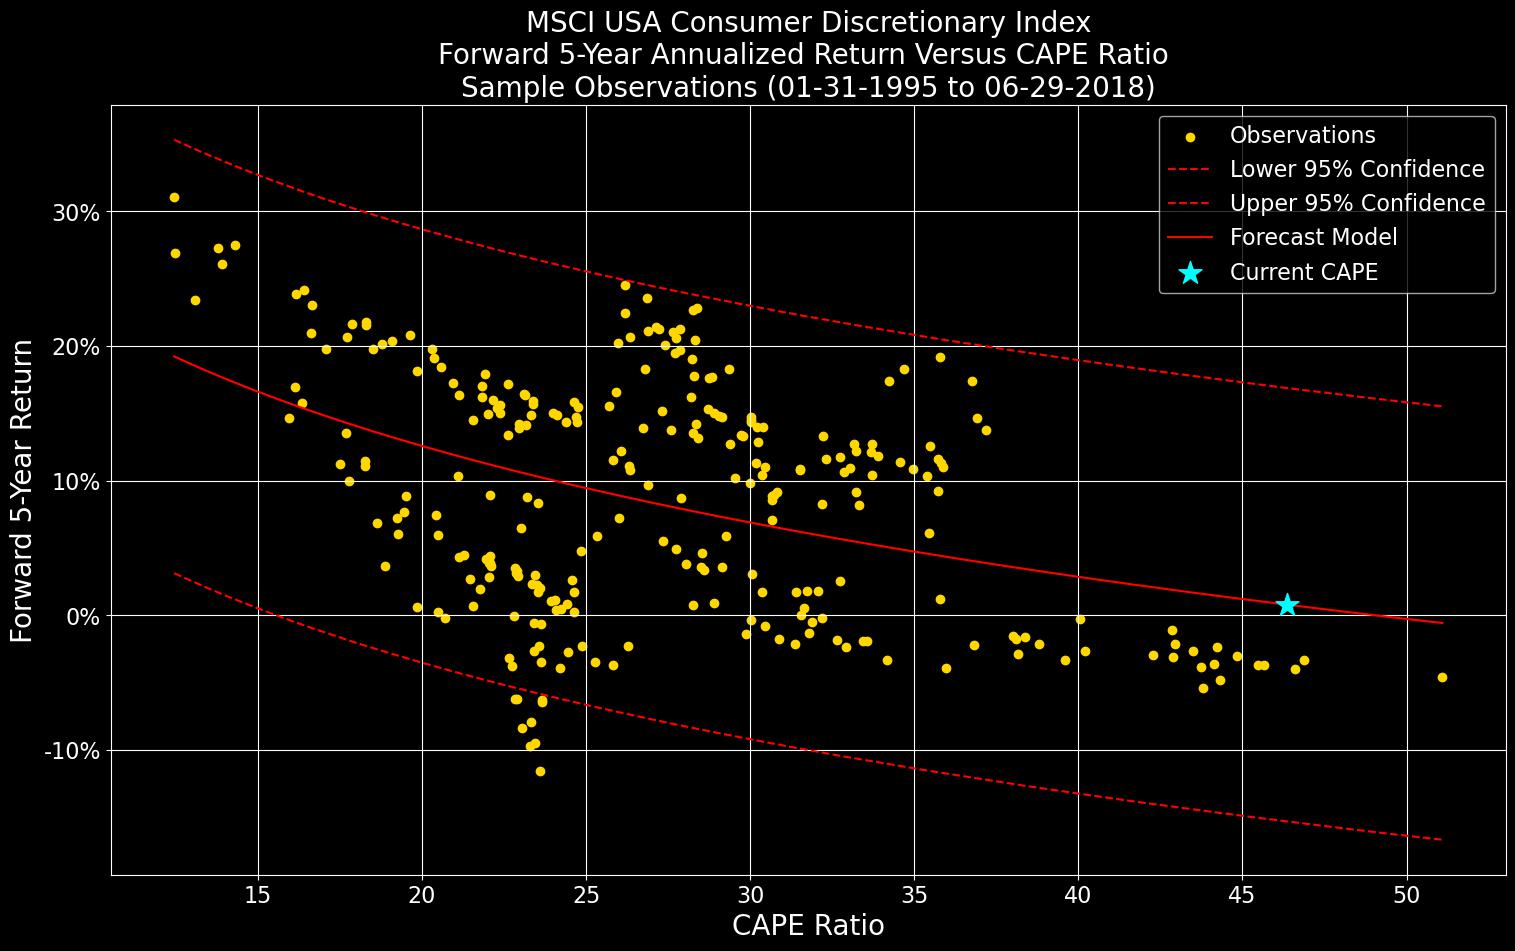 MSCI USA Consumer Discretionary Index
Forward 5-Year Annualized Return Versus CAPE Ratio
Sample Observations (01-31-1995 to 06-29-2018)
Observations
Lower 95% Confidence
Upper 95% Confidence
Forecast Model
Current CAPE
Forward 5-Year Return
30%
20%
10%
0%
-10%
15 20 25 30 35 40 45 50
CAPE Ratio